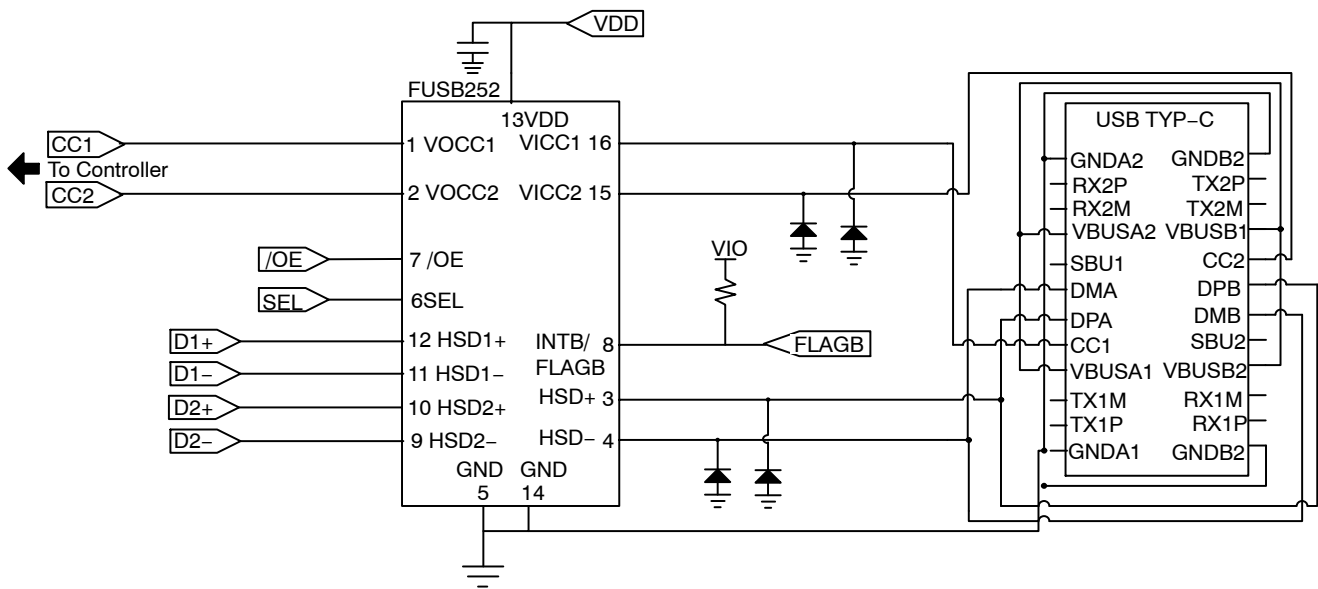 VDD
FUSB252
13VDD
USB TYP−C
CC1
1 VOCC1
VICC1 16
To Controller
CC2
2 VOCC2
VICC2 15
/OE
7 /OE
SEL
6SEL
D1+
12 HSD1+
D1−
11 HSD1−
D2+
10 HSD2+
D2−
9 HSD2−
INTB/ 8
FLAGB
HSD+ 3
HSD− 4
GND
5
GND
14
VIO
FLAGB
GNDA2
RX2P
RX2M
VBUSA2
SBU1
DMA
DPA
CC1
VBUSA1
TX1M
TX1P
GNDA1
GNDB2
TX2P
TX2M
VBUSB1
CC2
DPB
DMB
SBU2
VBUSB2
RX1M
RX1P
GNDB2